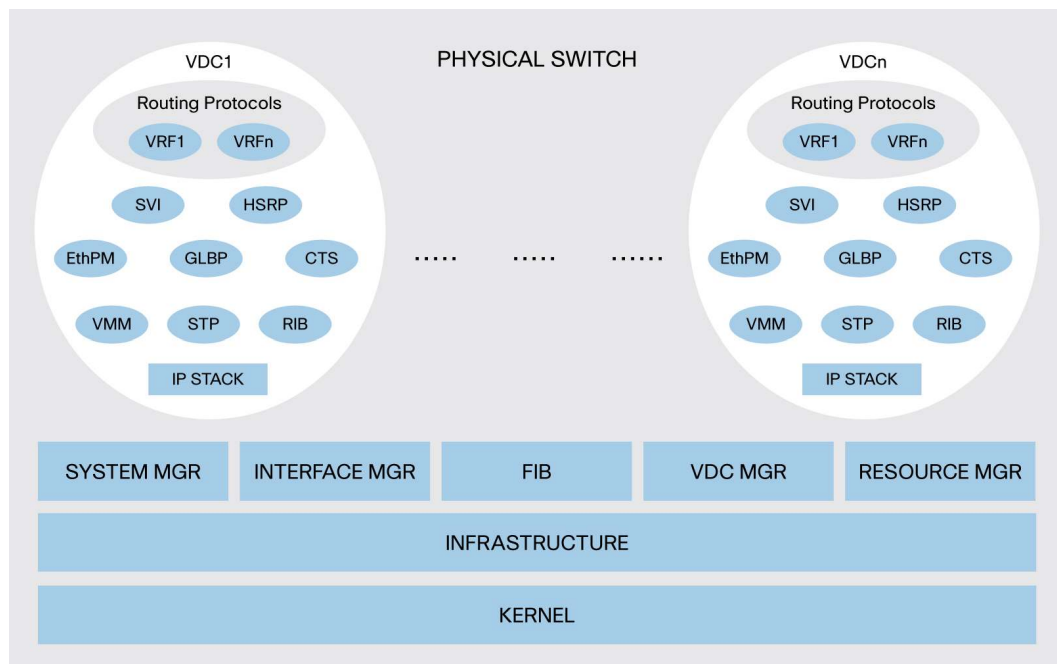 PHYSICAL SWITCH
VDC1
Routing Protocols
VRF1 VRFn
SVI HSRP
EthPM GLBP CTS
VMM STP RIB
IP STACK
..... ..... ......
VDCn
Routing Protocols
VRF1 VRFn
SVI HSRP
EthPM GLBP CTS
VMM STP RIB
IP STACK
SYSTEM MGR INTERFACE MGR FIB VDC MGR RESOURCE MGR
INFRASTRUCTURE
KERNEL